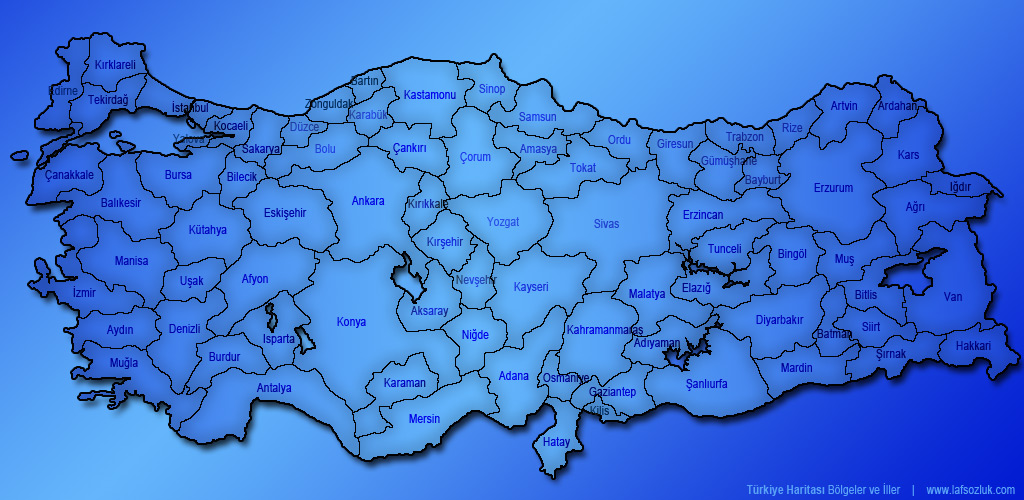 Kırklareli
Edirne
Tekirdağ
İstanbul
Kocaeli
Yalova
Sakarya
Düzce
Bolu
Zonguldak
Bartın
Karabük
Kastamonu
Sinop
Samsun
Çankırı
Çorum
Amasya
Tokat
Ordu
Giresun
Gümüşhane
Trabzon
Bayburt
Rize
Artvin
Ardahan
Kars
Iğdır
Ağrı
Erzurum
Erzincan
Çanakkale
Balıkesir
Bursa
Bilecik
Eskişehir
Kütahya
Ankara
Kırıkkale
Kırşehir
Yozgat
Sivas
Tunceli
Bingöl
Muş
Elazığ
Malatya
Manisa
İzmir
Uşak
Afyon
Konya
Aksaray
Nevşehir
Kayseri
Niğde
Kahramanmaraş
Adıyaman
Diyarbakır
Batman
Bitlis
Siirt
Van
Hakkari
Şırnak
Mardin
Şanlıurfa
Aydın
Denizli
Muğla
Burdur
Isparta
Antalya
Karaman
Mersin
Adana
Osmaniye
Gaziantep
Kilis
Hatay
Türkiye Haritası Bölgeler ve İller | www.lafsozluk.com